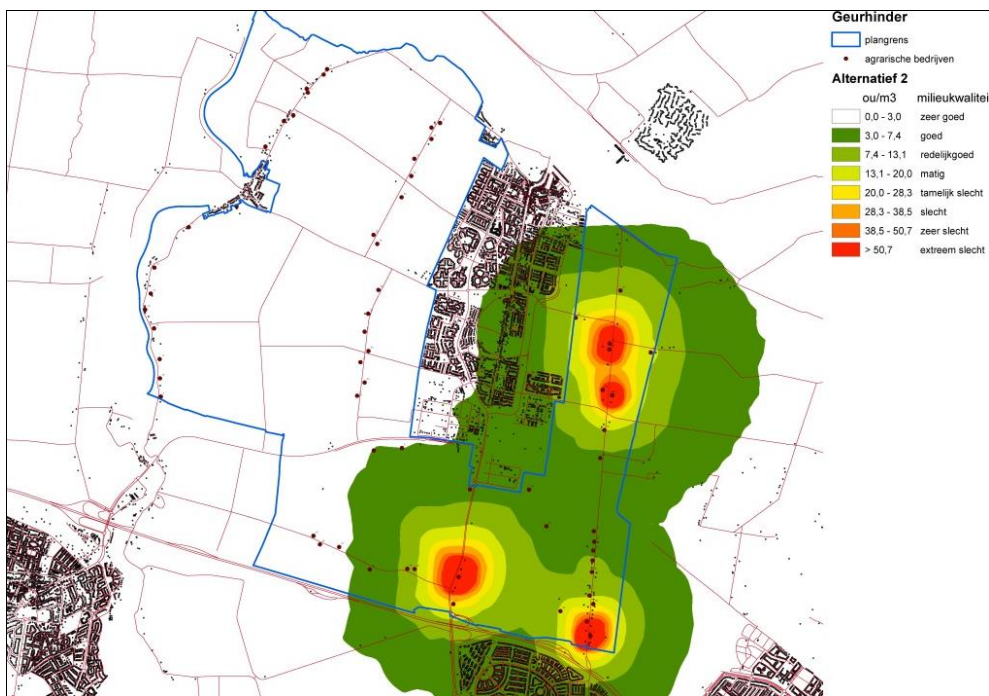 Geurhinder
plangrens
agrarische bedrijven
Alternatief 2
ou/m3 milieukwaliteit
0,0 - 3,0 zeer goed
3,0 - 7,4 goed
7,4 - 13,1 redelijkgoed
13,1 - 20,0 matig
20,0 - 28,3 tamelijk slecht
28,3 - 38,5 slecht
38,5 - 50,7 zeer slecht
> 50,7 extreem slecht